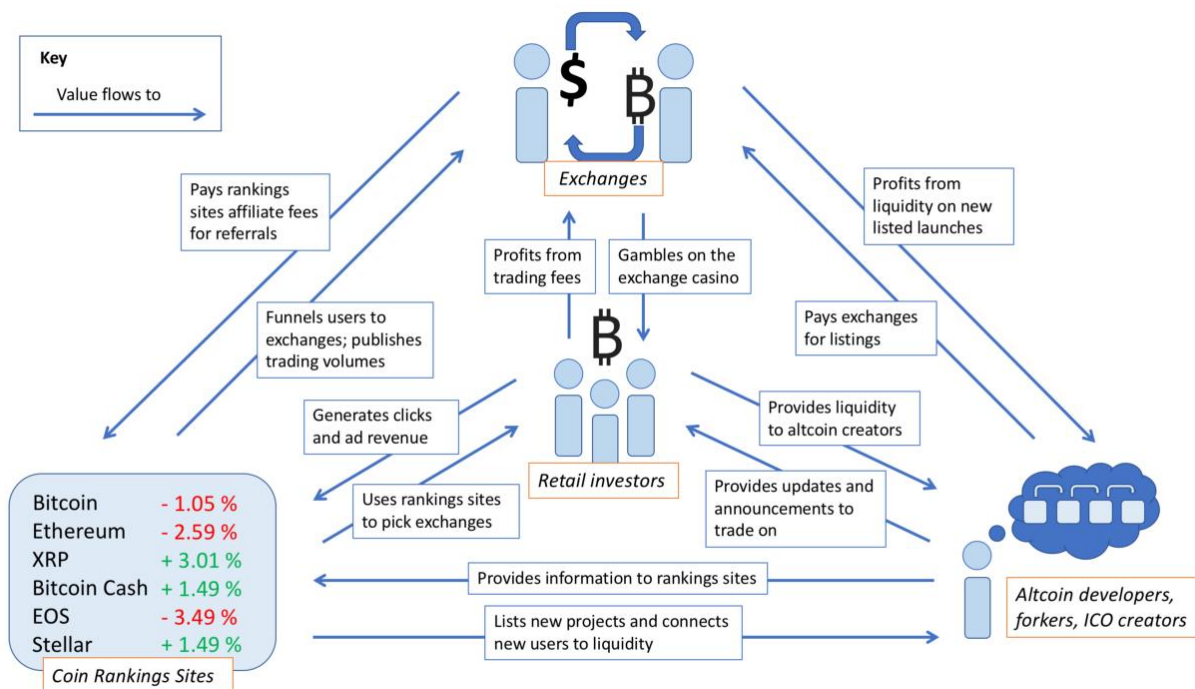 Key
Value flows to
$
₿
Exchanges
Pays rankings
sites affiliate fees
for referrals
Profits from
liquidity on new
listed launches
Profits from
trading fees
Gambles on the
exchange casino
Funnels users to
exchanges; publishes
trading volumes
Pays exchanges
for listings
₿
Generates clicks
and ad revenue
Provides liquidity
to altcoin creators
Retail investors
Uses rankings sites
to pick exchanges
Provides updates and
announcements to
trade on
Bitcoin - 1.05 %
Ethereum - 2.59 %
XRP + 3.01 %
Bitcoin Cash + 1.49 %
EOS - 3.49 %
Stellar + 1.49 %
Coin Rankings Sites
Provides information to rankings sites
Lists new projects and connects
new users to liquidity
Altcoin developers,
forkers, ICO creators